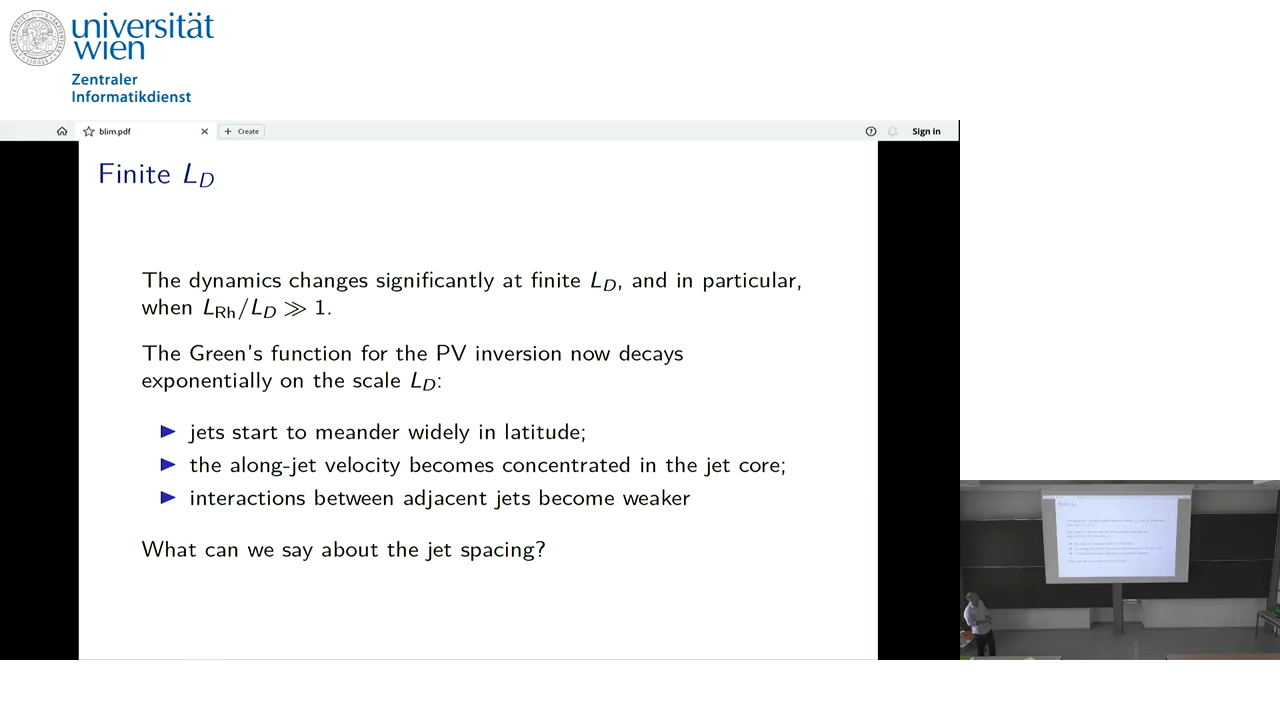 universität
wien
Zentraler
Informatikdienst
blim.pdf
Create
Sign in
Finite L_D
The dynamics changes significantly at finite L_D, and in particular,
when L_Rh/L_D ≫ 1.
The Green's function for the PV inversion now decays
exponentially on the scale L_D:
▶ jets start to meander widely in latitude;
▶ the along-jet velocity becomes concentrated in the jet core;
▶ interactions between adjacent jets become weaker
What can we say about the jet spacing?